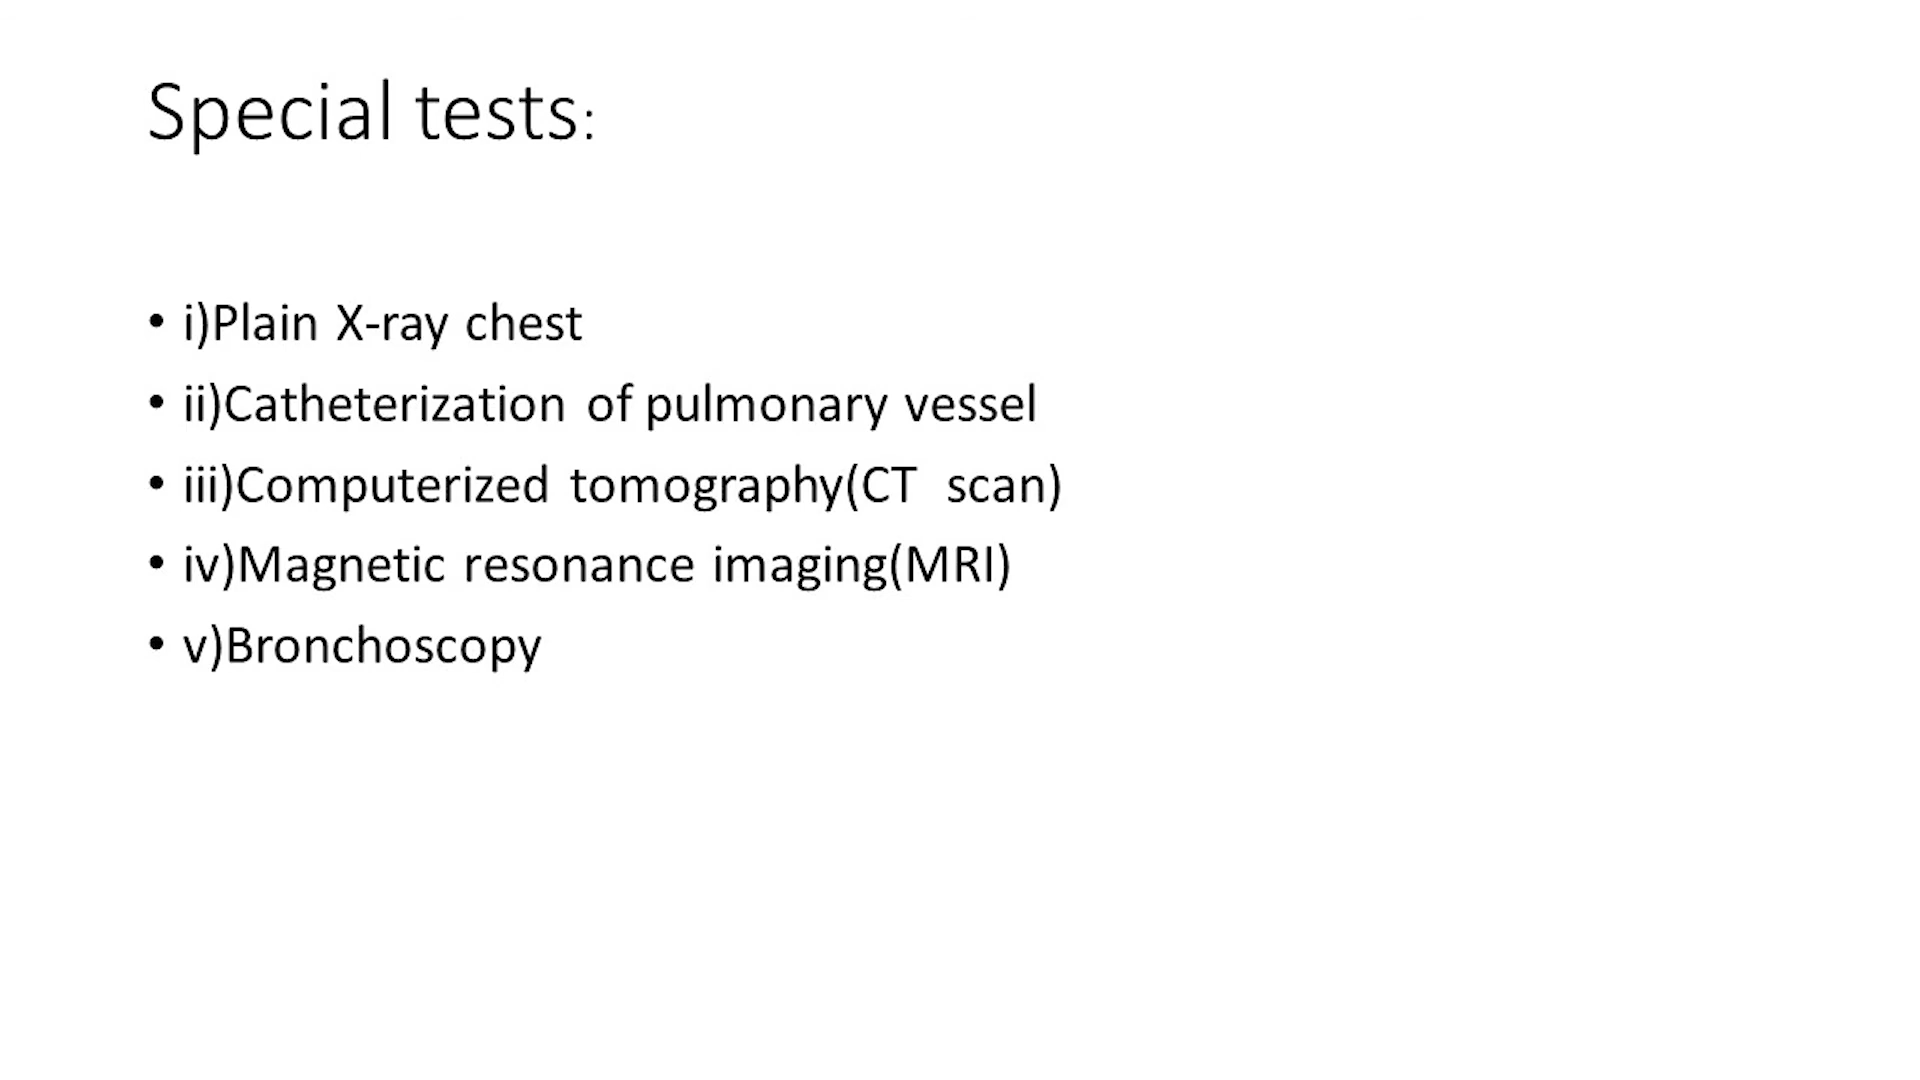 Special tests:
• i)Plain X-ray chest
• ii)Catheterization of pulmonary vessel
• iii)Computerized tomography(CT scan)
• iv)Magnetic resonance imaging(MRI)
• v)Bronchoscopy